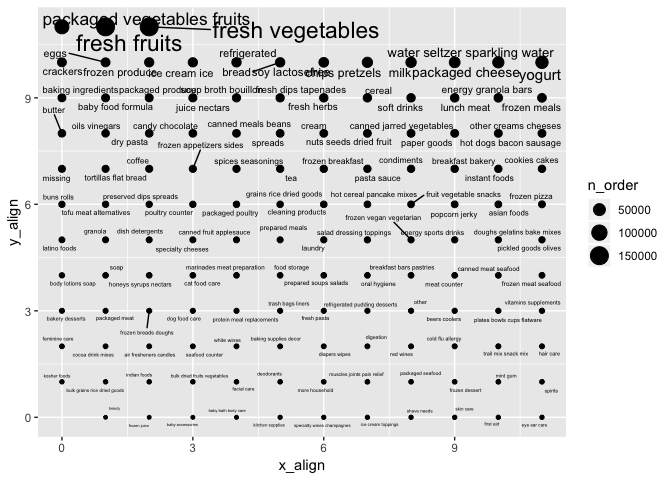 packaged vegetables fruits
fresh vegetables
fresh fruits
eggs
refrigerated
water seltzer sparkling water
crackers
frozen produce
ice cream ice
bread
soy lactosefree
chips pretzels
milk
packaged cheese
yogurt
baking ingredients
packaged produce
soup broth bouillon
fresh dips tapenades
cereal
energy granola bars
butter
baby food formula
juice nectars
fresh herbs
soft drinks
lunch meat
frozen meals
oils vinegars
candy chocolate
canned meals beans
cream
canned jarred vegetables
other creams cheeses
dry pasta
frozen appetizers sides
spreads
nuts seeds dried fruit
paper goods
hot dogs bacon sausage
coffee
spices seasonings
frozen breakfast
condiments
breakfast bakery
cookies cakes
missing
tortillas flat bread
tea
pasta sauce
instant foods
buns rolls
preserved dips spreads
grains rice dried goods
hot cereal pancake mixes
fruit vegetable snacks
frozen pizza
tofu meat alternatives
poultry counter
packaged poultry
cleaning products
frozen vegan vegetarian
popcorn jerky
asian foods
granola
dish detergents
canned fruit applesauce
prepared meals
salad dressing toppings
energy sports drinks
doughs gelatins bake mixes
latino foods
specialty cheeses
laundry
pickled goods olives
soap
marinades meat preparation
food storage
breakfast bars pastries
canned meat seafood
body lotions soap
honeys syrups nectars
cat food care
prepared soups salads
oral hygiene
meat counter
frozen meat seafood
trash bags liners
refrigerated pudding desserts
other
vitamins supplements
bakery desserts
packaged meat
frozen breads doughs
dog food care
protein meal replacements
fresh pasta
beers coolers
plates bowls cups flatware
feminine care
white wines
baking supplies decor
digestion
cold flu allergy
cocoa drink mixes
air fresheners candles
seafood counter
diapers wipes
red wines
trail mix snack mix
hair care
kosher foods
indian foods
bulk dried fruits vegetables
deodorants
muscles joints pain relief
packaged seafood
mint gum
bulk grains rice dried goods
facial care
more household
frozen dessert
spirits
beauty
baby bath body care
shave needs
skin care
frozen juice
baby accessories
kitchen supplies
specialty wines champagnes
ice cream toppings
first aid
eye ear care
9
6
3
0
0
3
6
9
x_align
y_align
n_order
50000
100000
150000